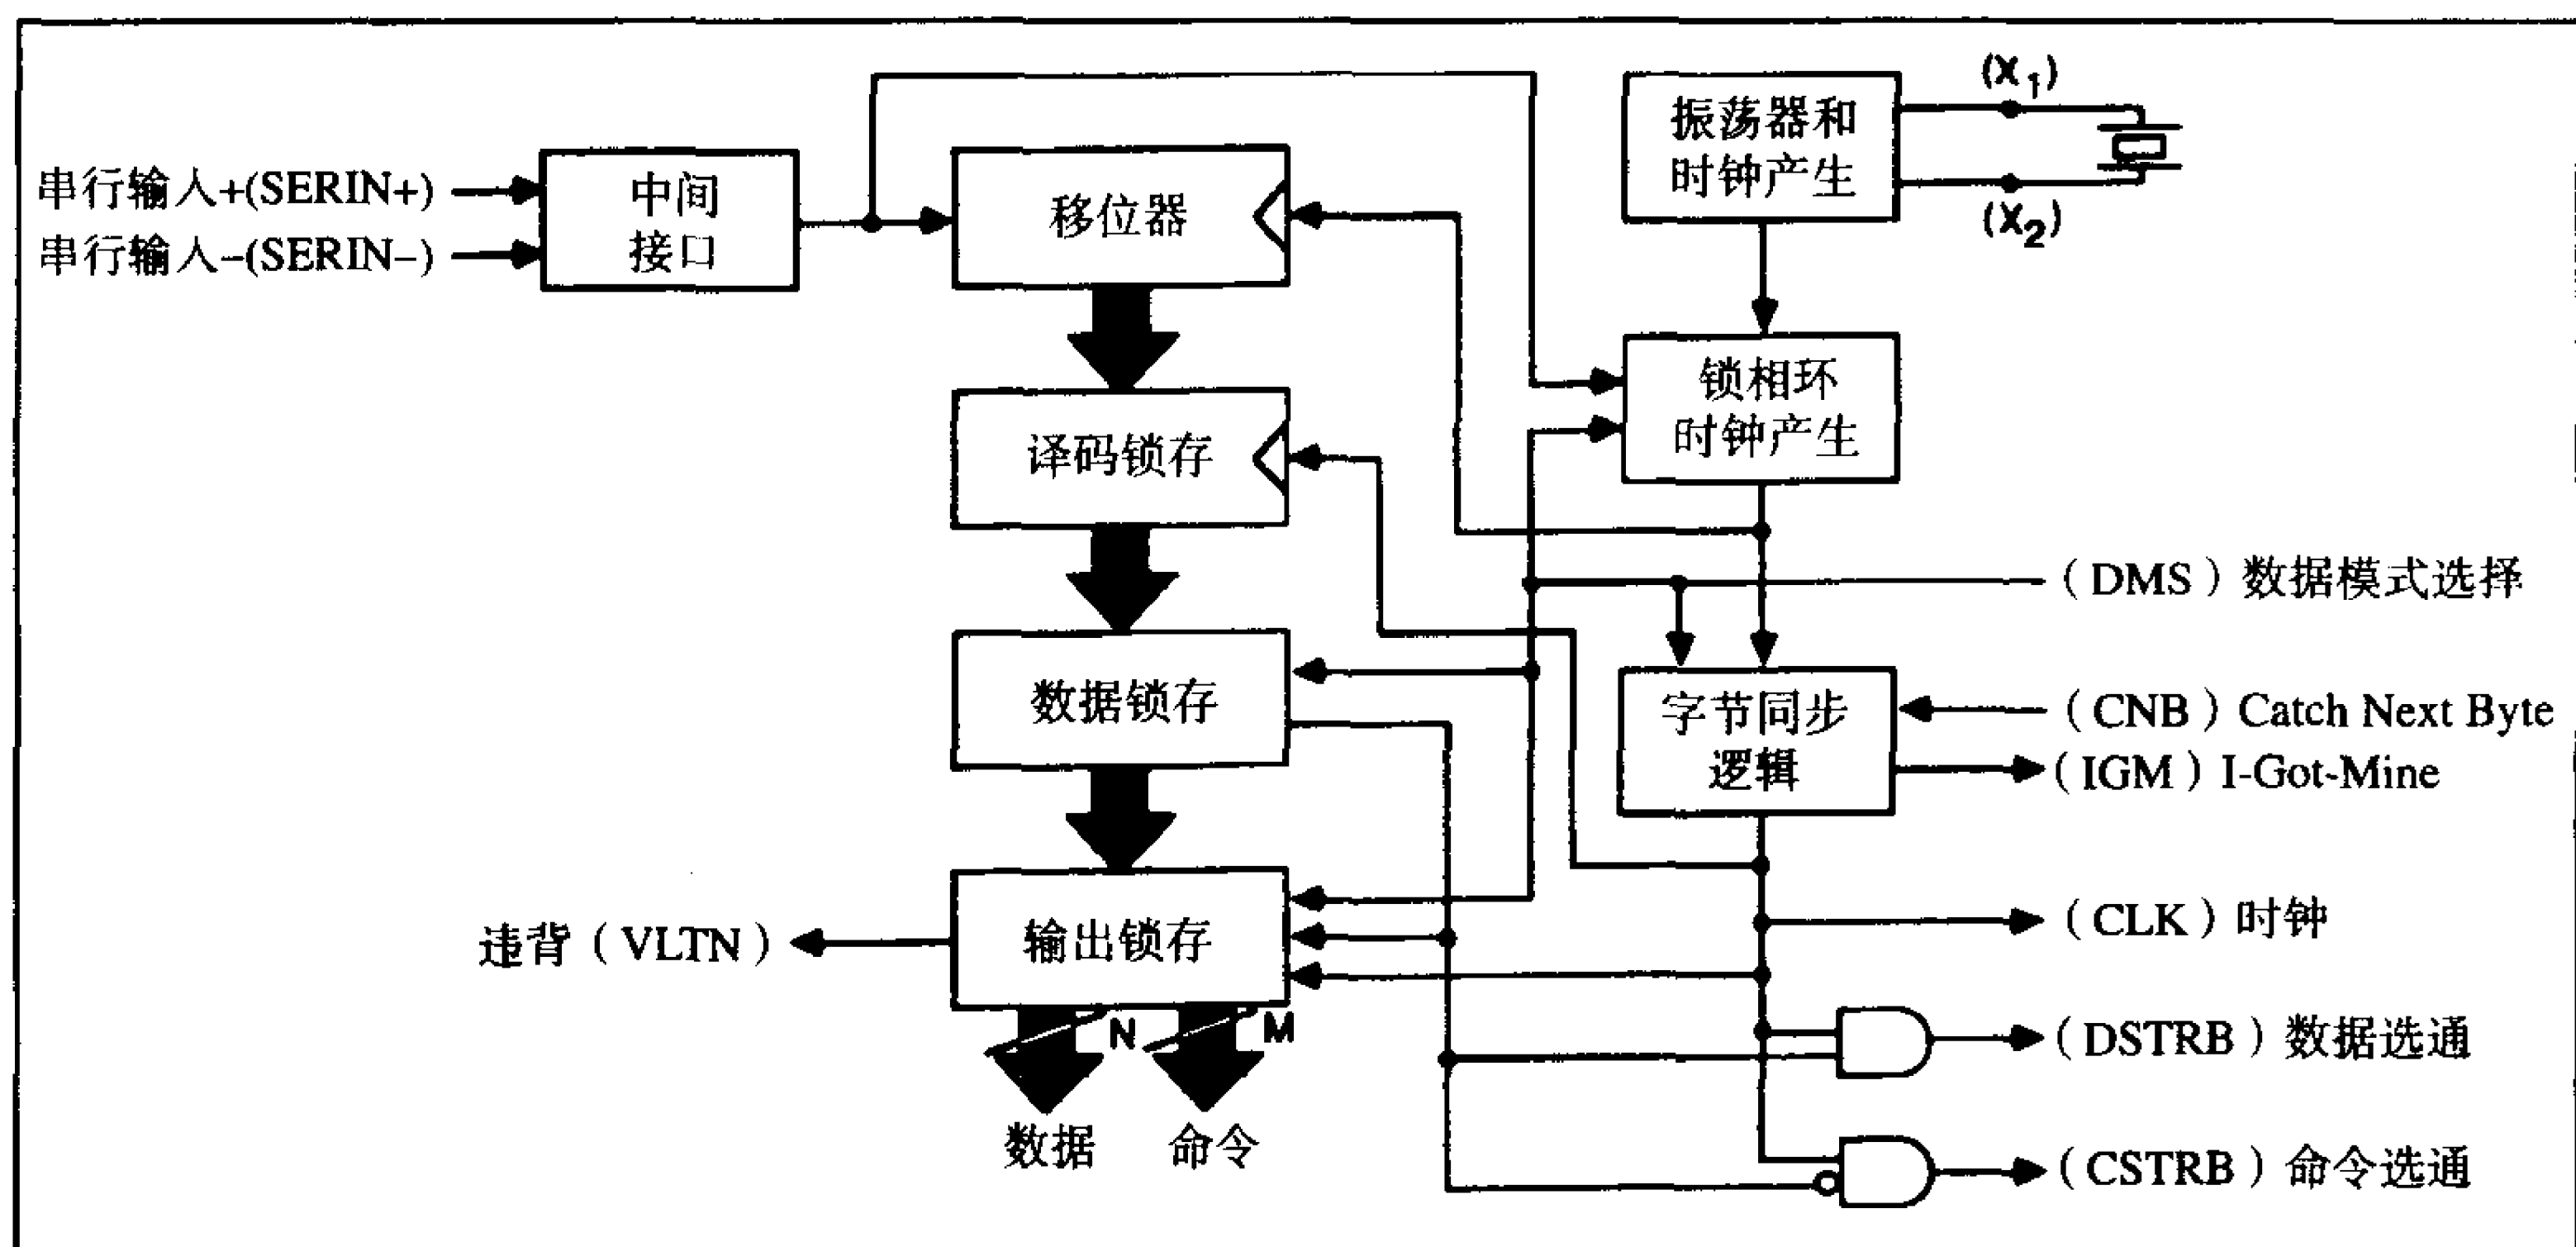 串行输入+(SERIN+)
串行输入-(SERIN-)
中间
接口
移位器
振荡器和
时钟产生
(X1)
(X2)
译码锁存
锁相环
时钟产生
(DMS) 数据模式选择
数据锁存
字节同步
逻辑
(CNB) Catch Next Byte
(IGM) I-Got-Mine
违背 (VLTN)
输出锁存
(CLK) 时钟
N
M
(DSTRB) 数据选通
数据
命令
(CSTRB) 命令选通